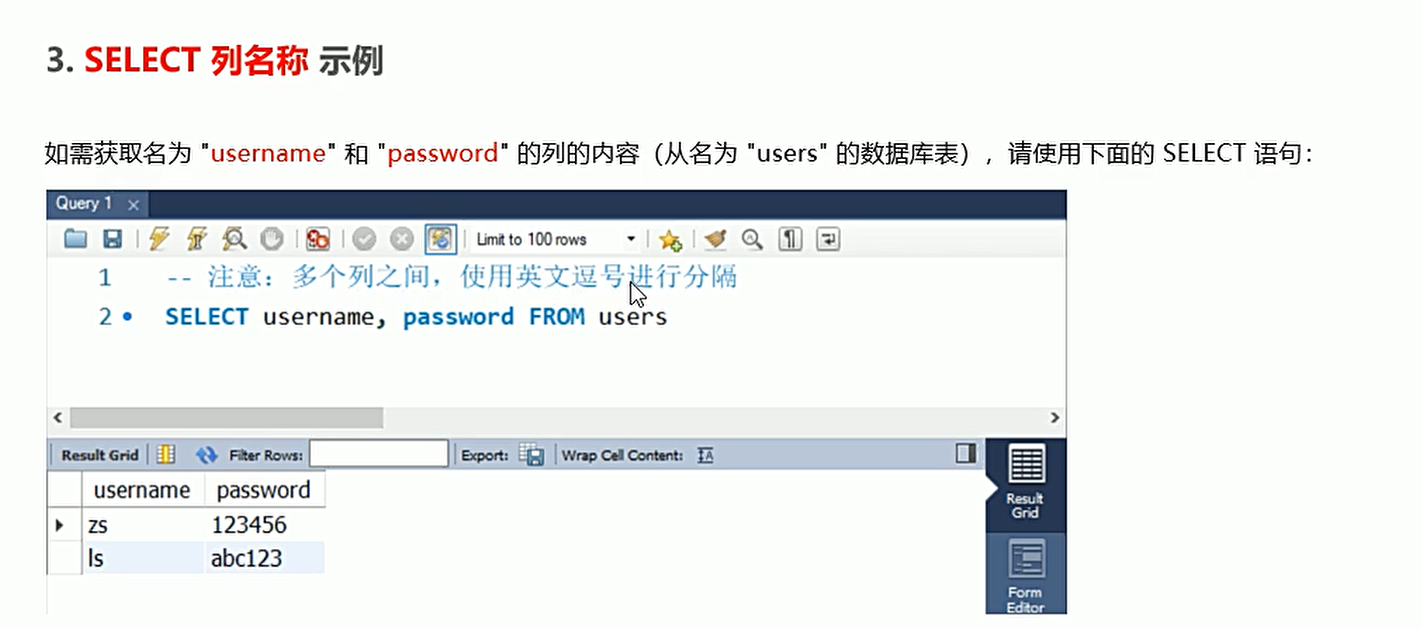 3. SELECT 列名称 示例
如需获取名为 "username" 和 "password" 的列的内容（从名为 "users" 的数据库表），请使用下面的 SELECT 语句：
Query 1
Limit to 100 rows
1 -- 注意：多个列之间，使用英文逗号进行分隔
2 SELECT username, password FROM users
Result Grid Filter Rows: Export: Wrap Cell Content:
username password
zs 123456
ls abc123
Result
Grid
Form
Editor